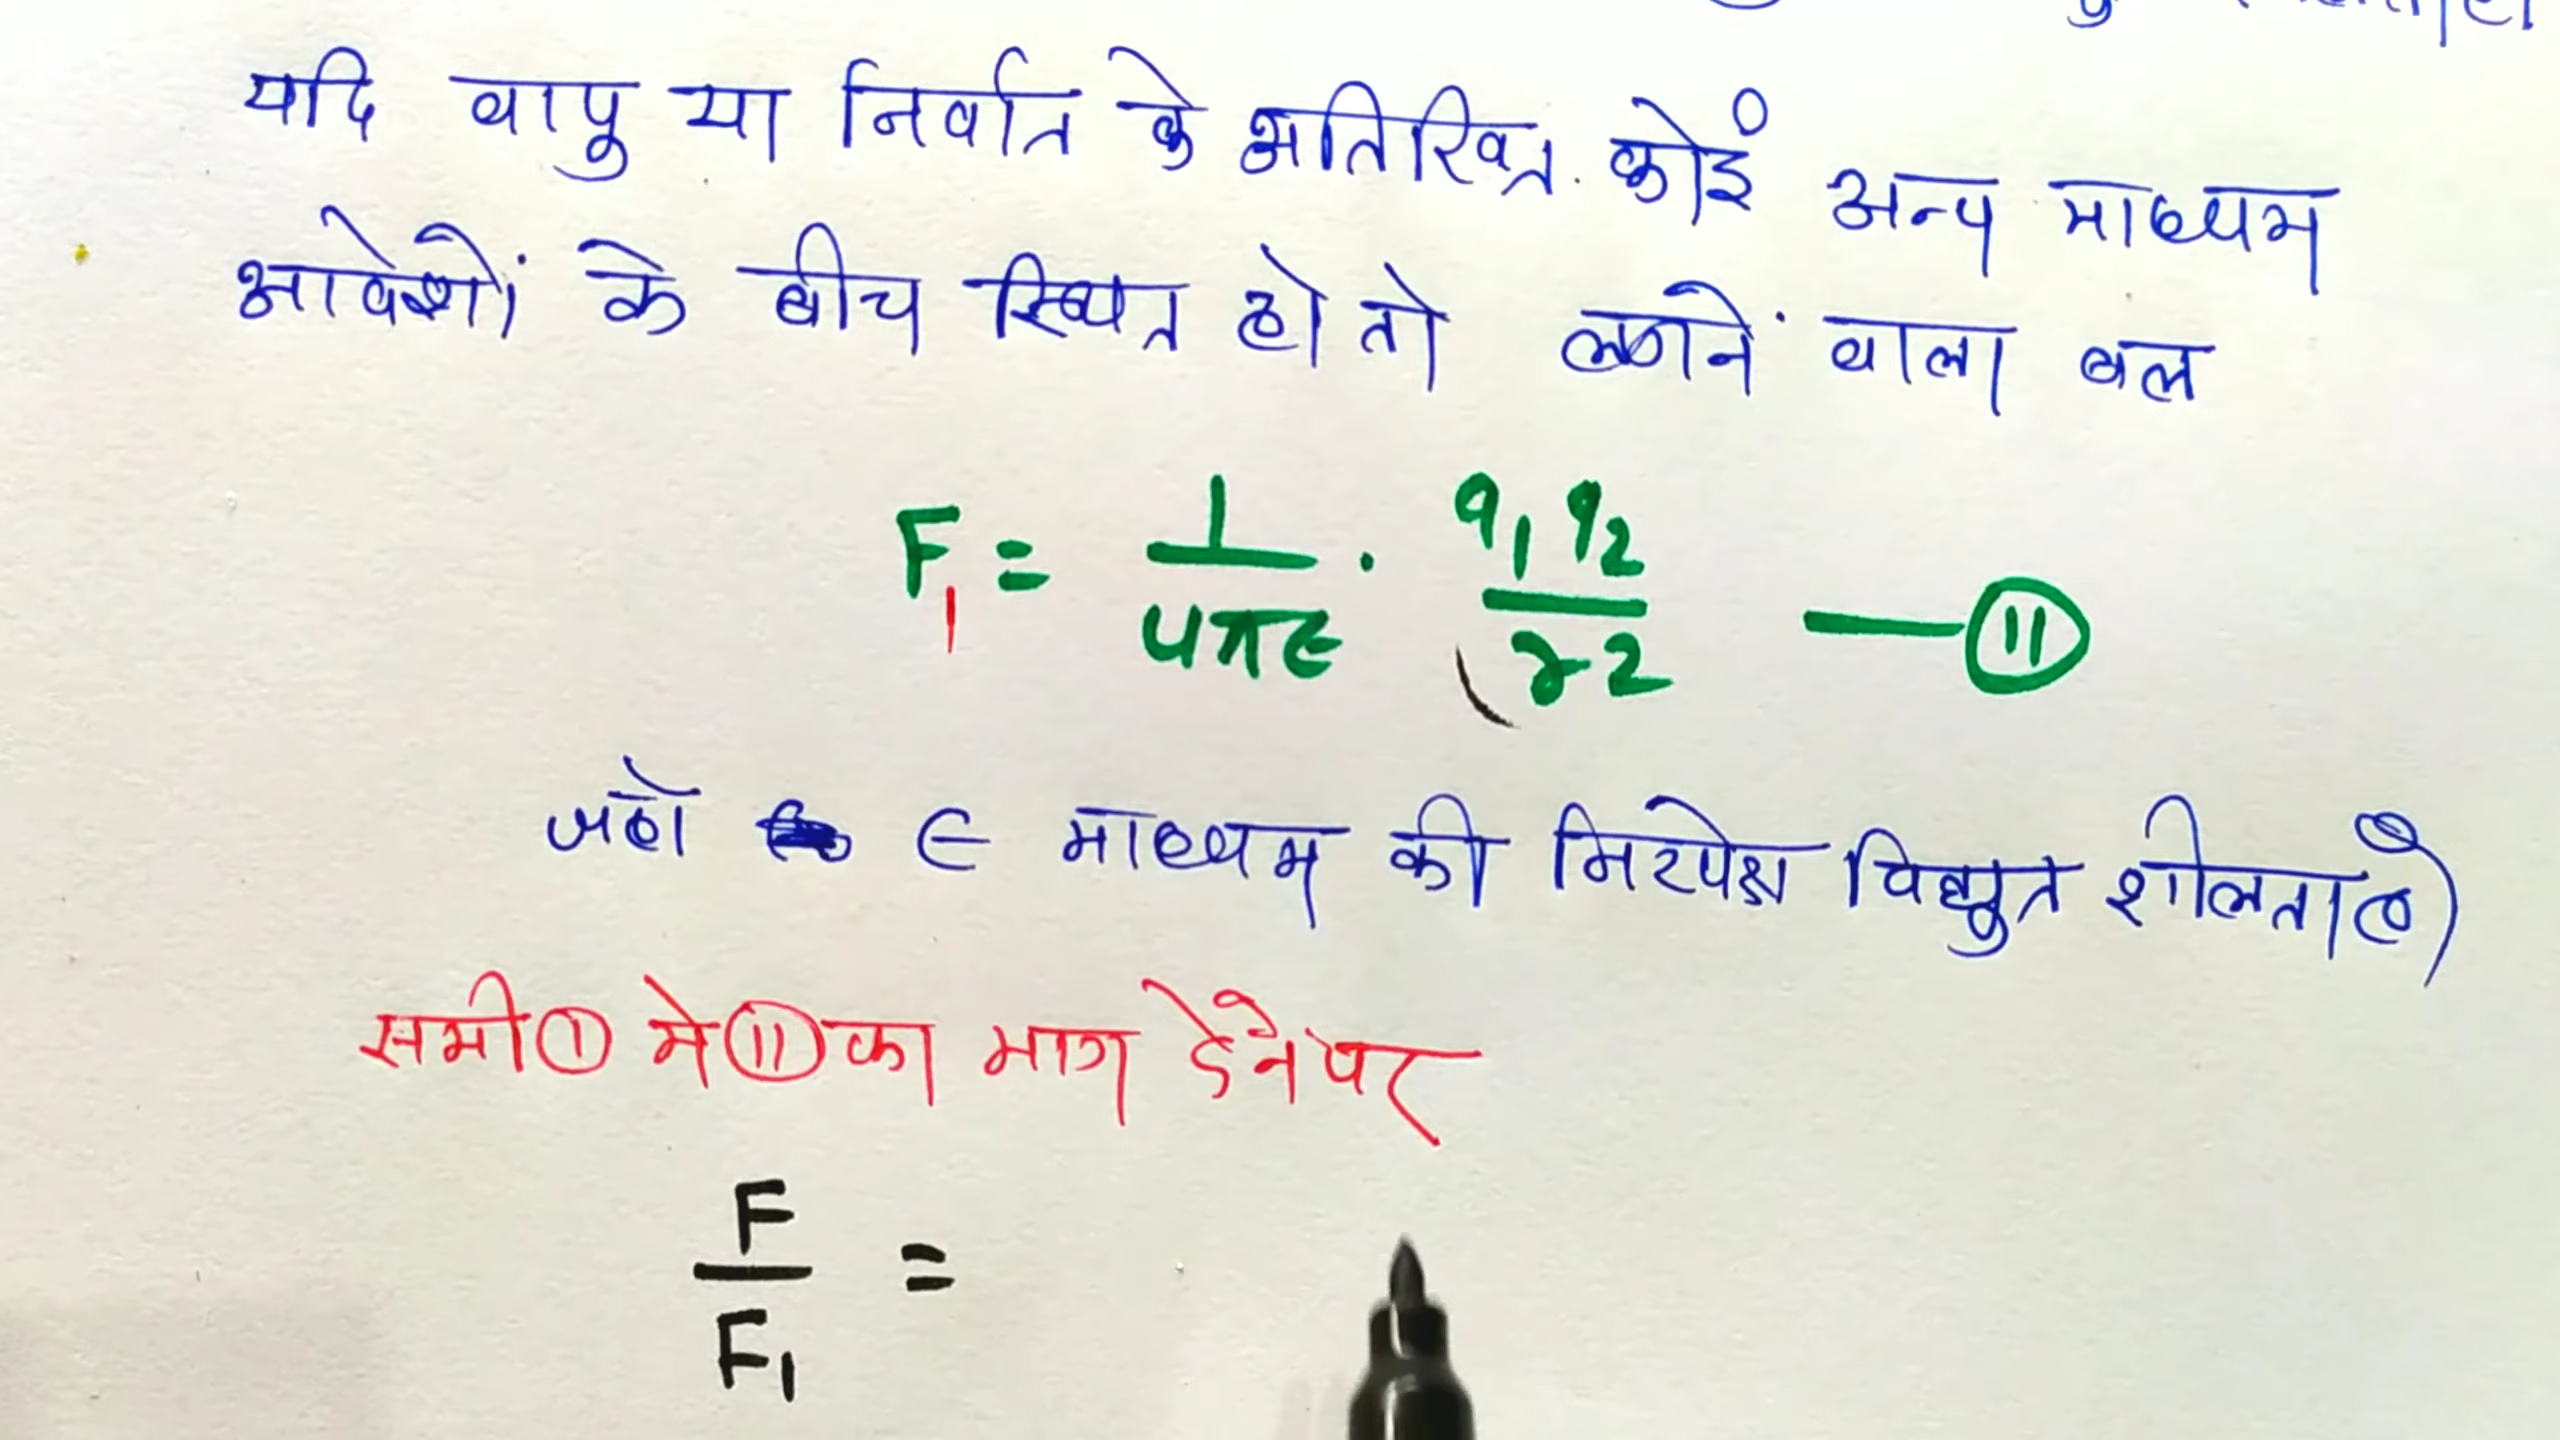 यदि वायु या निर्वात के अतिरिक्त कोई अन्य माध्यम
आवेशों के बीच स्थित हो तो लगने वाला बल
F₁ = 1/4πϵ · q₁q₂/r2 — (II)
जहाँ ϵ माध्यम की निरपेक्ष विद्युत शीलता है
समी (I) मे (II) का भाग देने पर
F/F₁ =